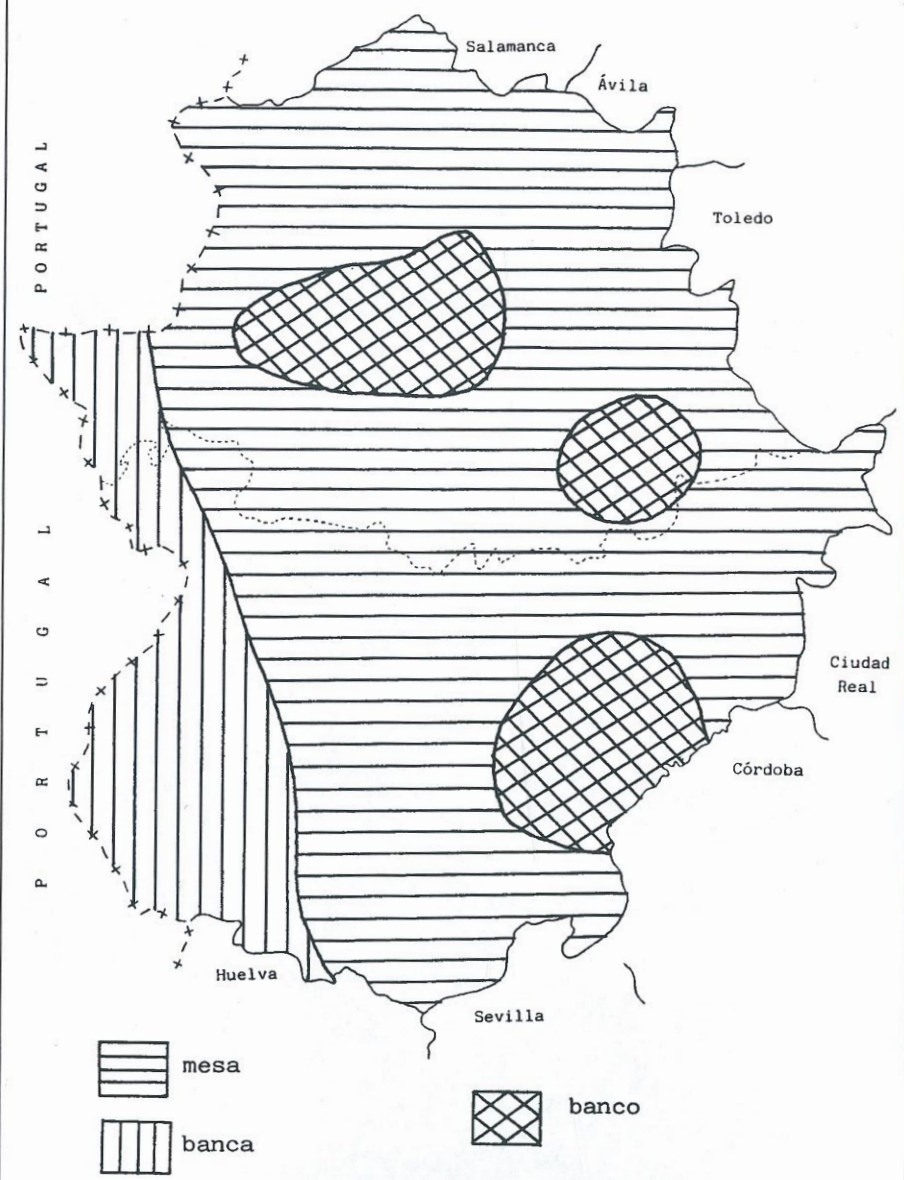 Salamanca
Ávila
PORTUGAL
Toledo
PORTUGAL
Ciudad
Real
Córdoba
Huelva
Sevilla
mesa
banco
banca